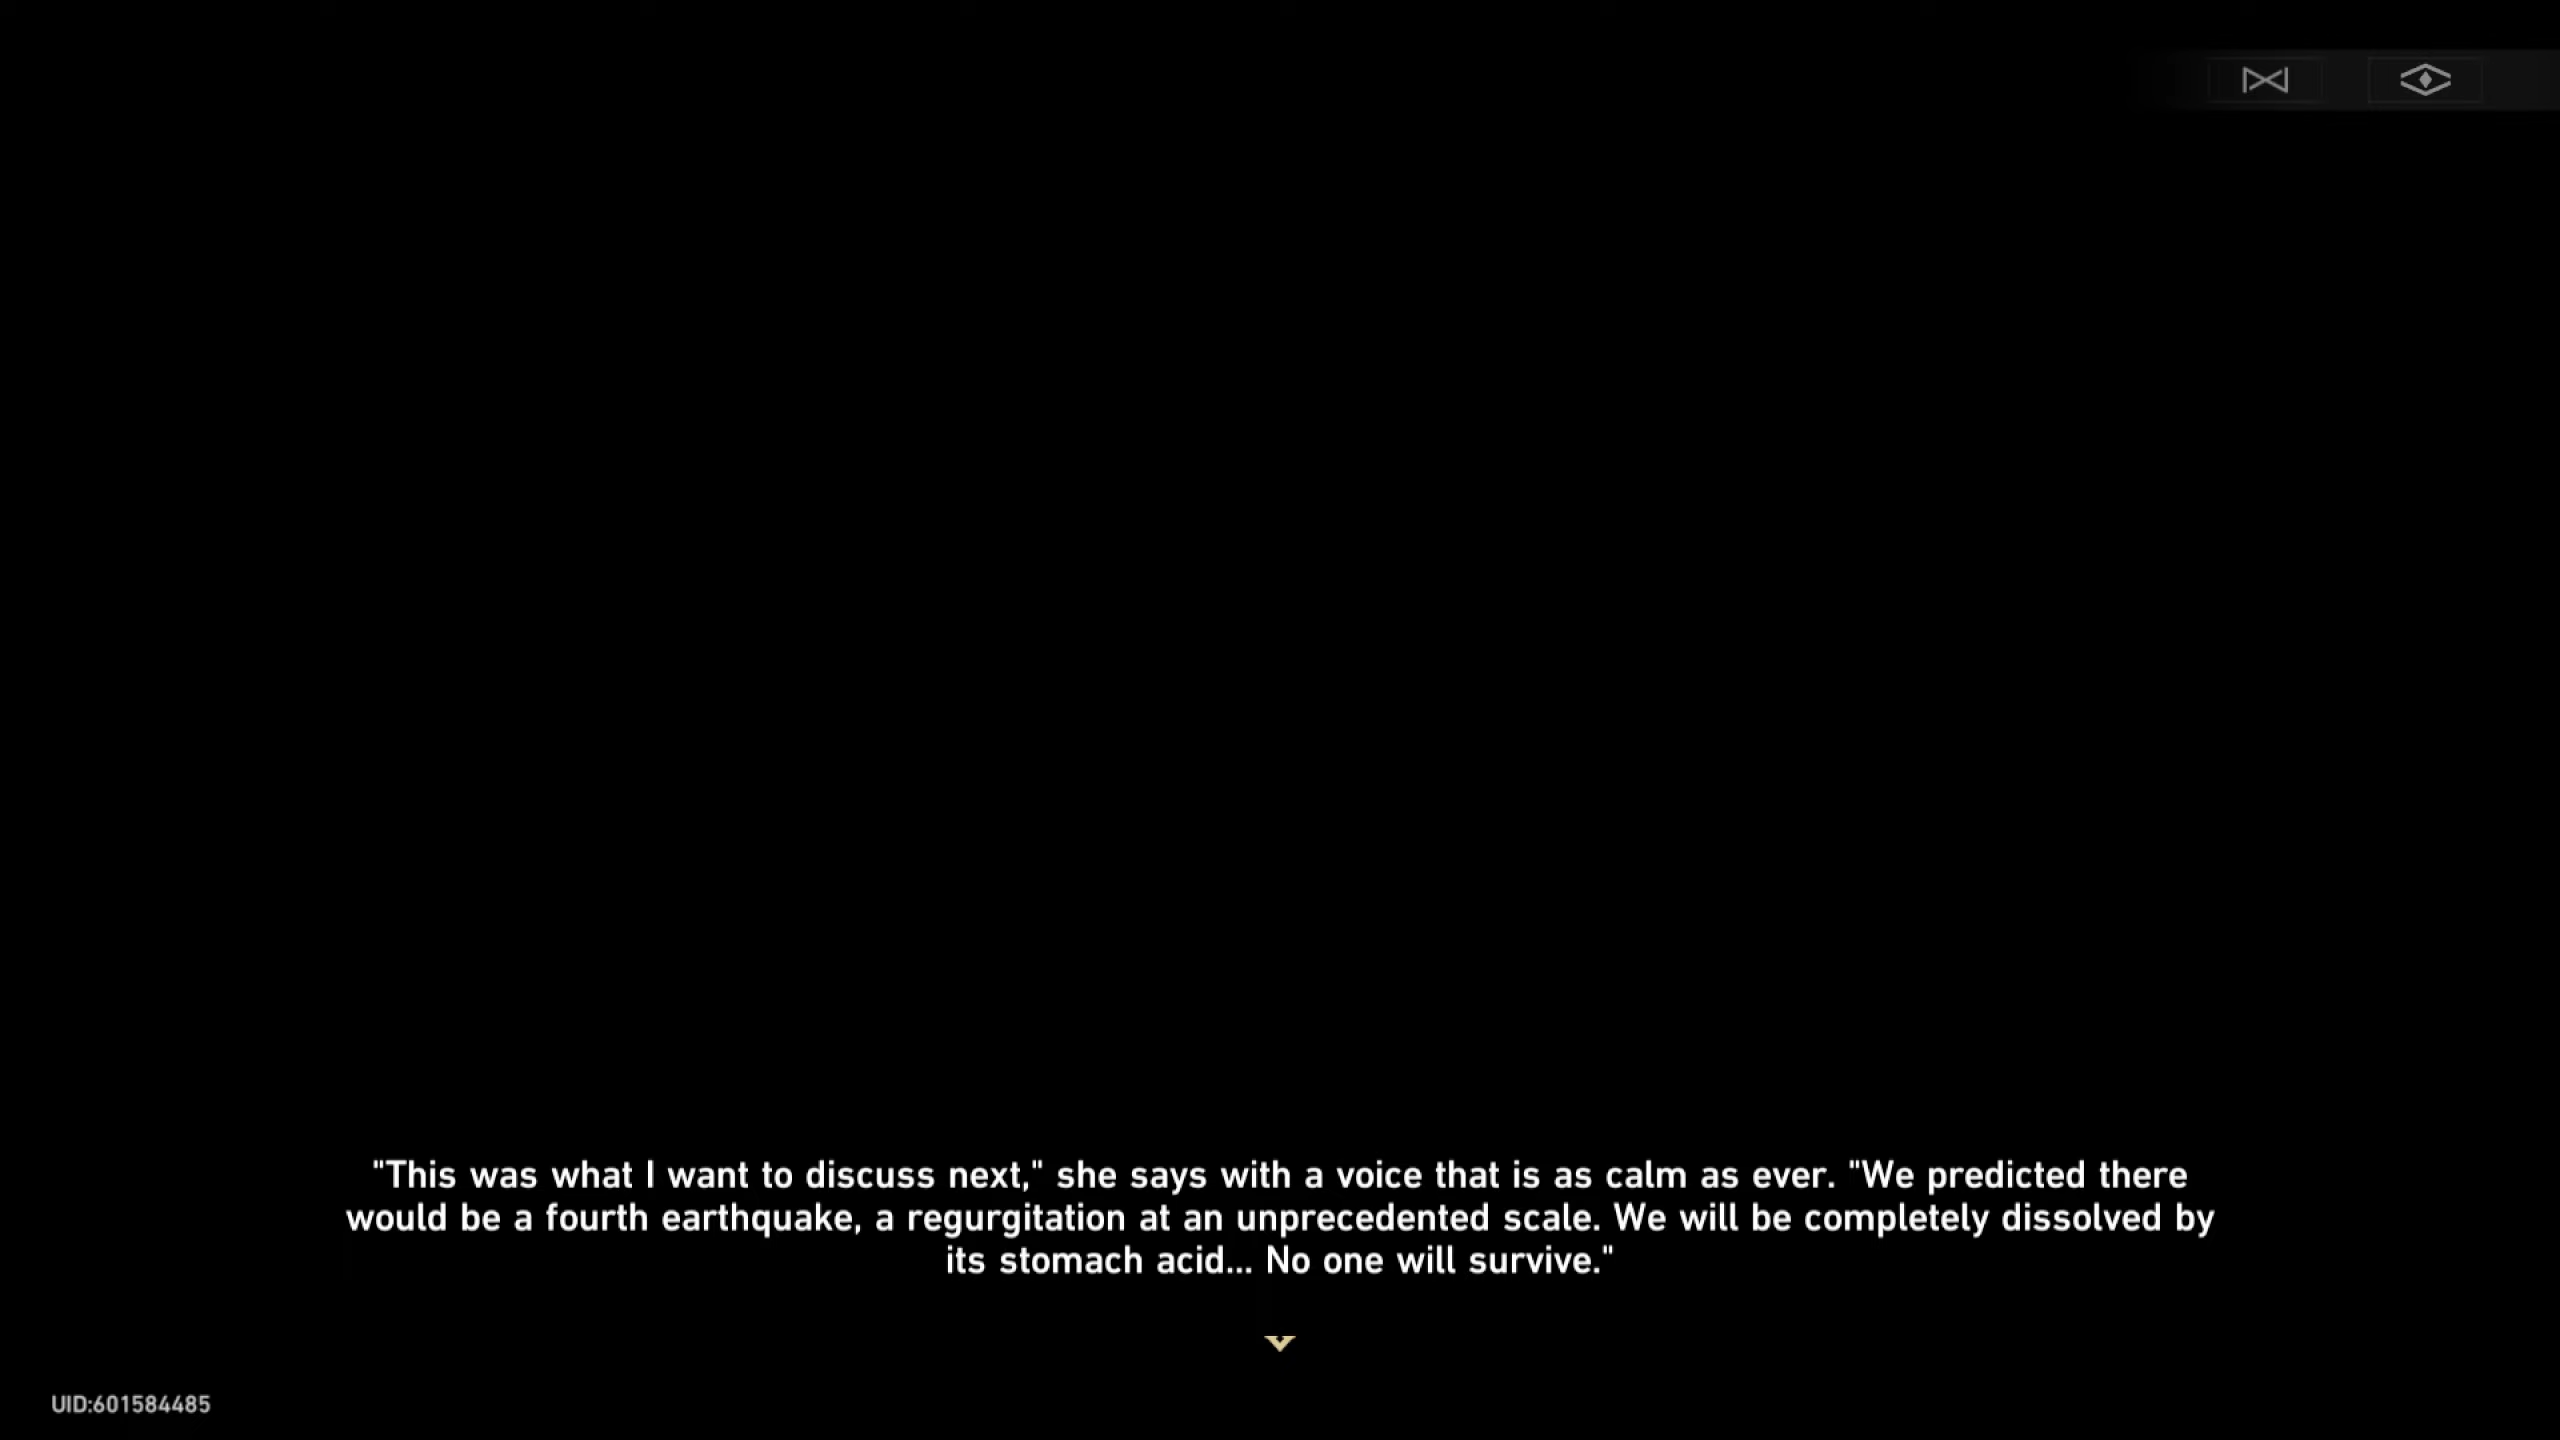 "This was what I want to discuss next," she says with a voice that is as calm as ever. "We predicted there
would be a fourth earthquake, a regurgitation at an unprecedented scale. We will be completely dissolved by
its stomach acid... No one will survive."
UID:601584485